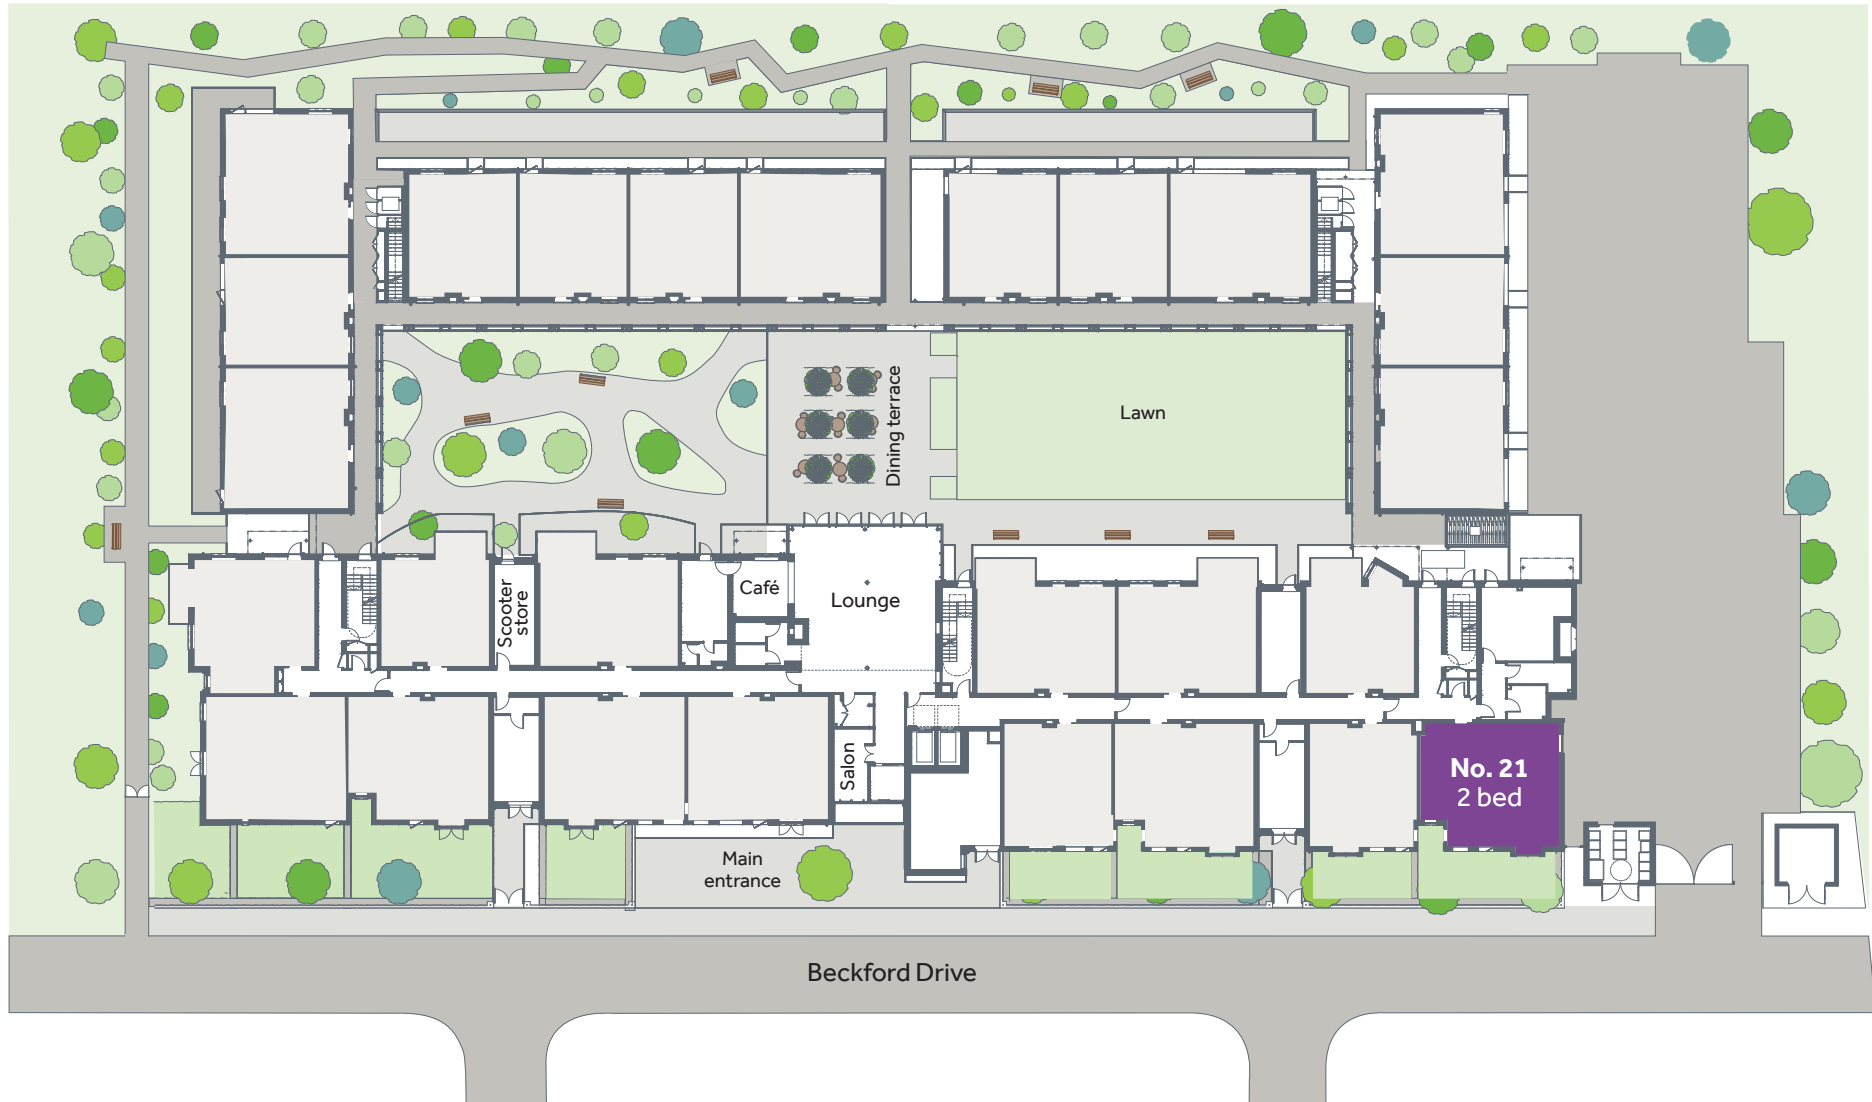 Dining terrace
Lawn
Scooter
store
Café
Lounge
Salon
No. 21
2 bed
Main
entrance
Beckford Drive